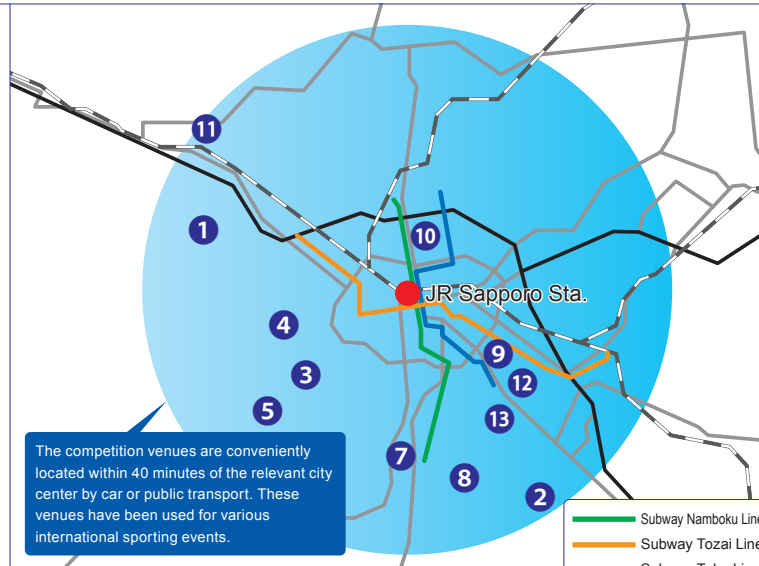 11
1
10
JR Sapporo Sta.
4
9
3
12
5
13
7
8
2
The competition venues are conveniently
located within 40 minutes of the relevant city
center by car or public transport. These
venues have been used for various
international sporting events.
Subway Namboku Line
Subway Tozai Line